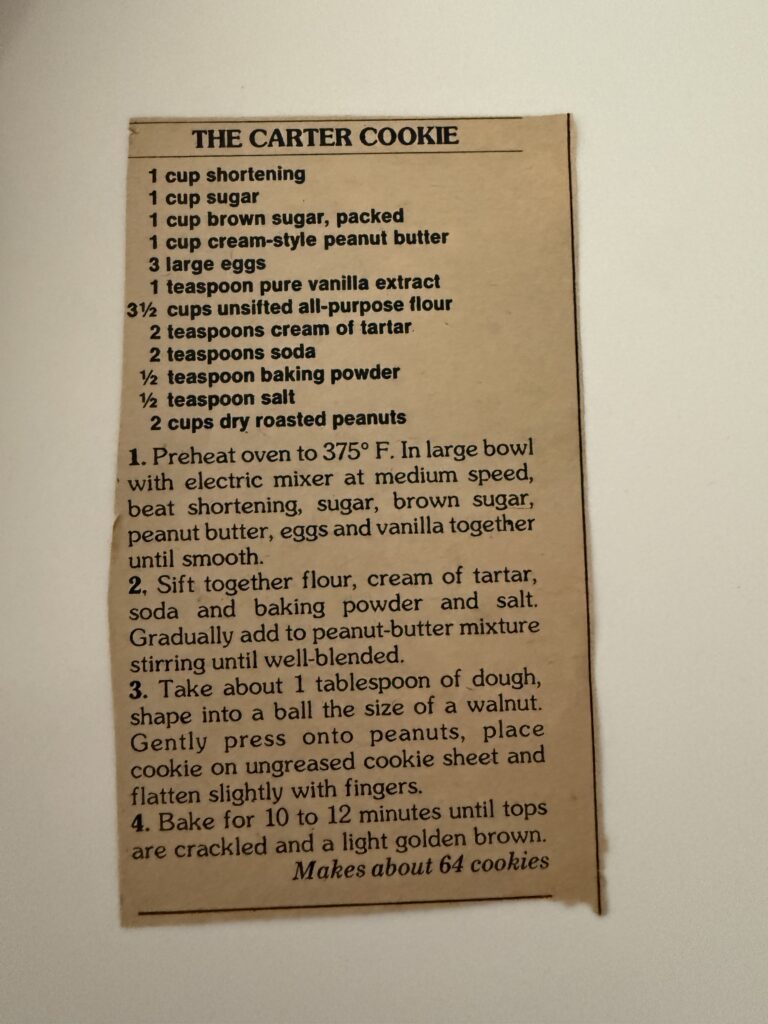 THE CARTER COOKIE
1 cup shortening
1 cup sugar
1 cup brown sugar, packed
1 cup cream-style peanut butter
3 large eggs
1 teaspoon pure vanilla extract
3½ cups unsifted all-purpose flour
2 teaspoons cream of tartar
2 teaspoons soda
½ teaspoon baking powder
½ teaspoon salt
2 cups dry roasted peanuts
1. Preheat oven to 375° F. In large bowl
with electric mixer at medium speed,
beat shortening, sugar, brown sugar,
peanut butter, eggs and vanilla together
until smooth.
2. Sift together flour, cream of tartar,
soda and baking powder and salt.
Gradually add to peanut-butter mixture
stirring until well-blended.
3. Take about 1 tablespoon of dough,
shape into a ball the size of a walnut.
Gently press onto peanuts, place
cookie on ungreased cookie sheet and
flatten slightly with fingers.
4. Bake for 10 to 12 minutes until tops
are crackled and a light golden brown.
Makes about 64 cookies